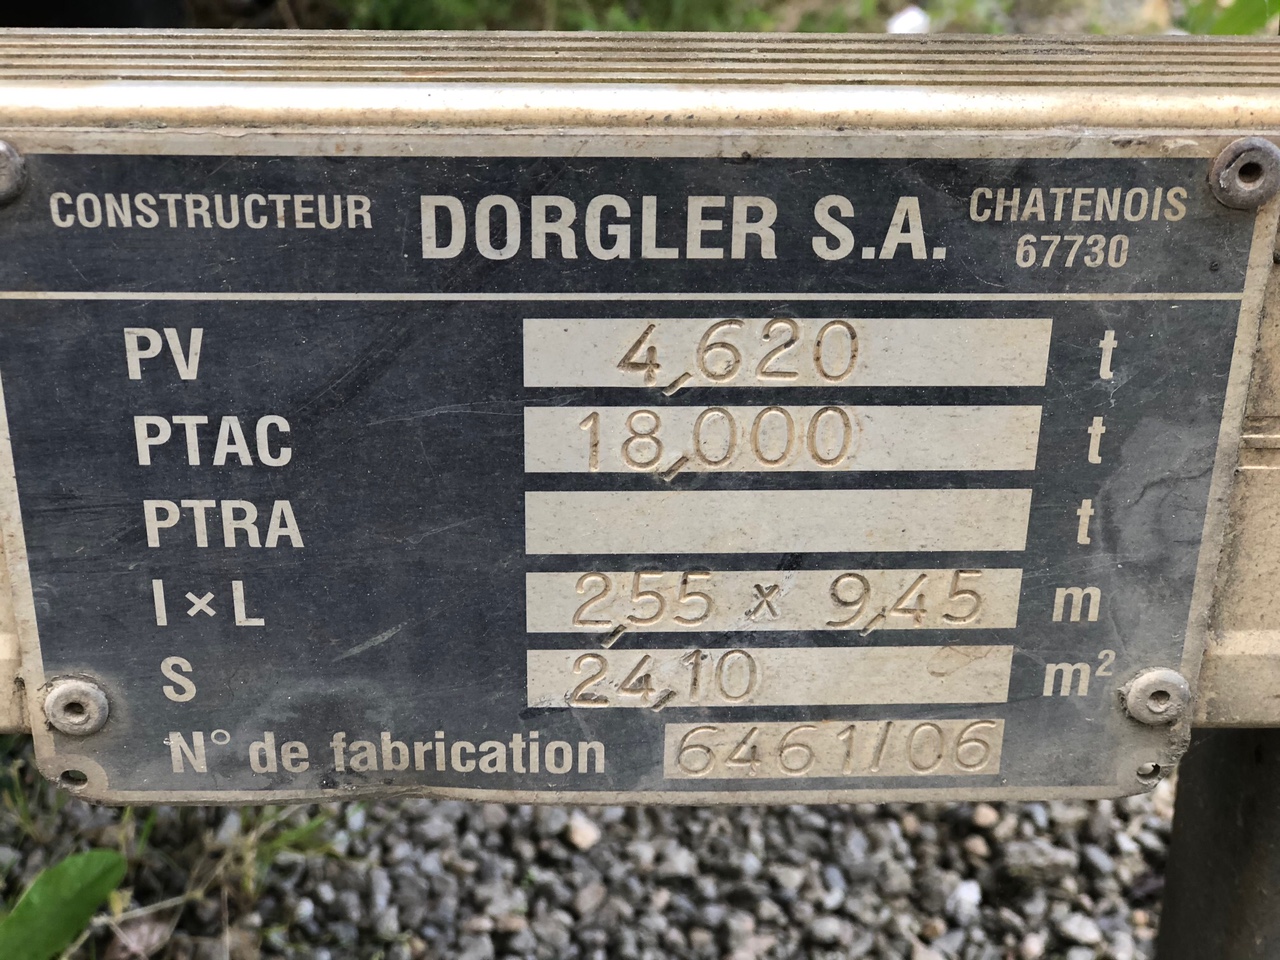 CONSTRUCTEUR DORGLER S.A. CHATENOIS
67730
PV 4,620 t
PTAC 18,000 t
PTRA t
l × L 2,55 x 9,45 m
S 24,10 m²
N° de fabrication 6461/06